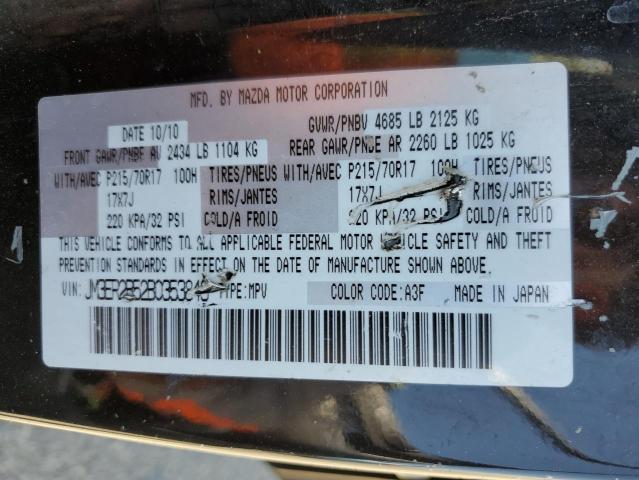 MFD. BY MAZDA MOTOR CORPORATION
DATE 10/10 GVWR/PNBV 4685 LB 2125 KG
FRONT GAWR/PNBE AV 2434 LB 1104 KG REAR GAWR/PNBE AR 2260 LB 1025 KG
WITH/AVEC P215/70R17 100H TIRES/PNEUS WITH/AVEC P215/70R17 100H TIRES/PNEUS
17X7J RIMS/JANTES 17X7J RIMS/JANTES
220 KPA/32 PSI COLD/A FROID 220 KPA/32 PSI COLD/A FROID
THIS VEHICLE CONFORMS TO ALL APPLICABLE FEDERAL MOTOR VEHICLE SAFETY AND THEFT
PREVENTION STANDARDS IN EFFECT ON THE DATE OF MANUFACTURE SHOWN ABOVE.
VIN: TYPE:MPV COLOR CODE:A3F MADE IN JAPAN